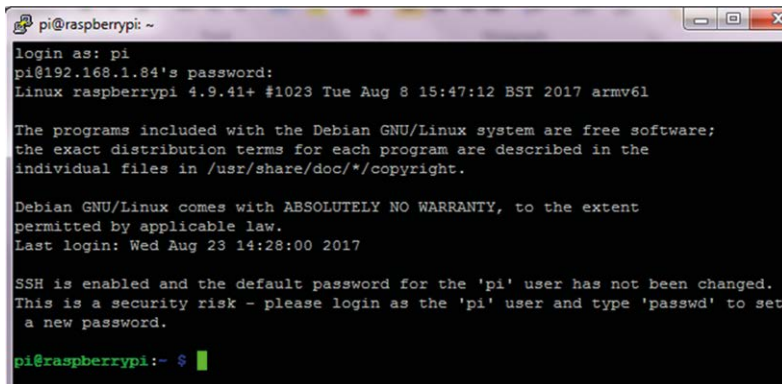 pi@raspberrypi: ~
login as: pi
pi@192.168.1.84's password:
Linux raspberrypi 4.9.41+ #1023 Tue Aug 8 15:47:12 BST 2017 armv6l
The programs included with the Debian GNU/Linux system are free software;
the exact distribution terms for each program are described in the
individual files in /usr/share/doc/*/copyright.
Debian GNU/Linux comes with ABSOLUTELY NO WARRANTY, to the extent
permitted by applicable law.
Last login: Wed Aug 23 14:28:00 2017
SSH is enabled and the default password for the 'pi' user has not been changed.
This is a security risk - please login as the 'pi' user and type 'passwd' to set
a new password.
pi@raspberrypi:~ $